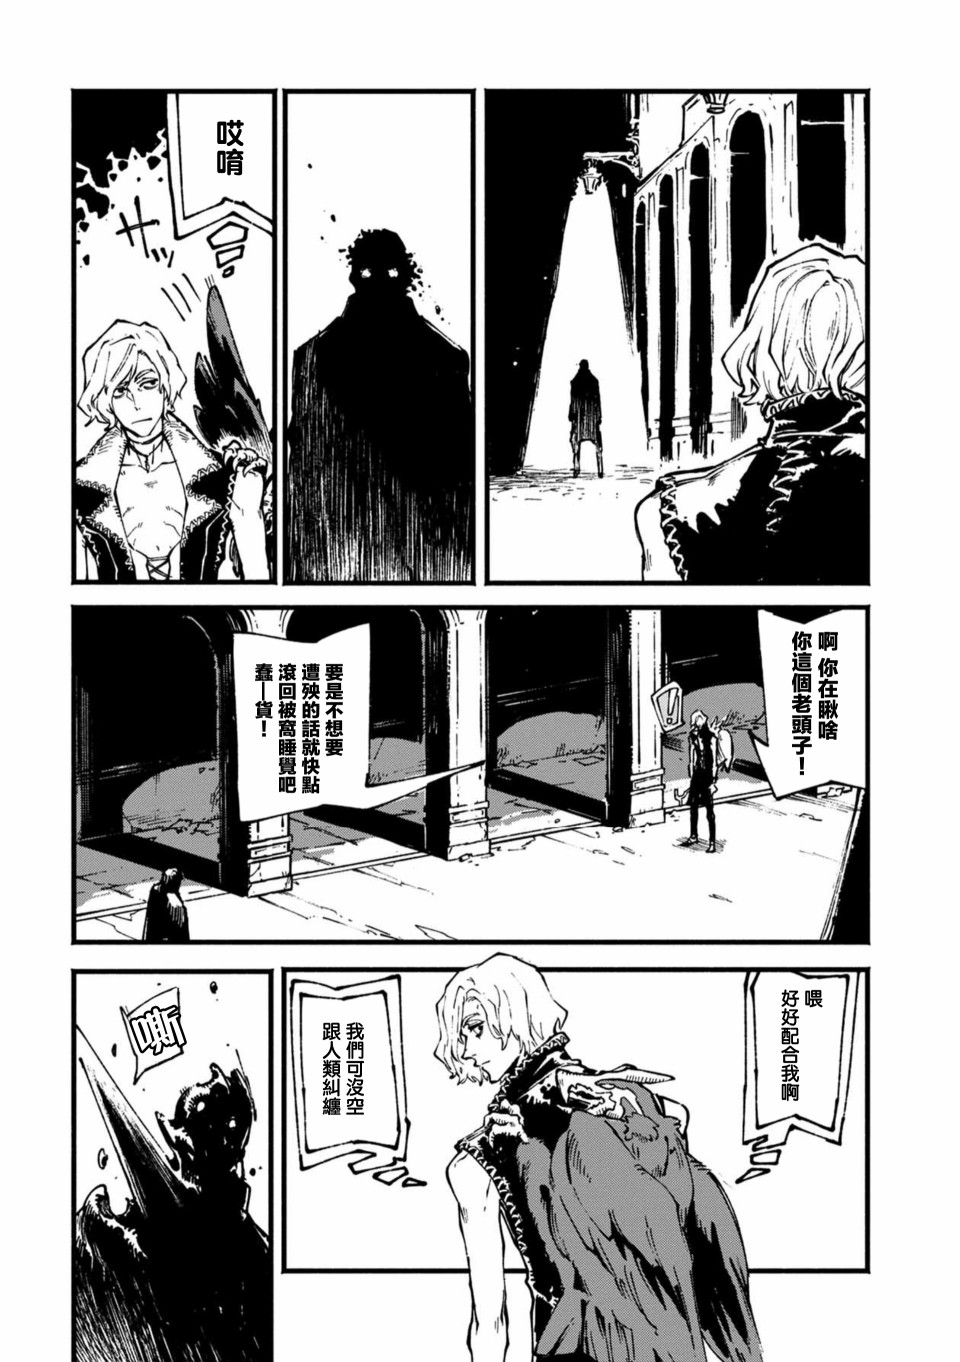 哎
唷
啊 你在瞅啥
你這個老頭子！
要是不想要
遭殃的話就快點
滾回被窩睡覺吧
蠢—貨！
喂
好好配合我啊
我們可沒空
跟人類糾纏
嘶